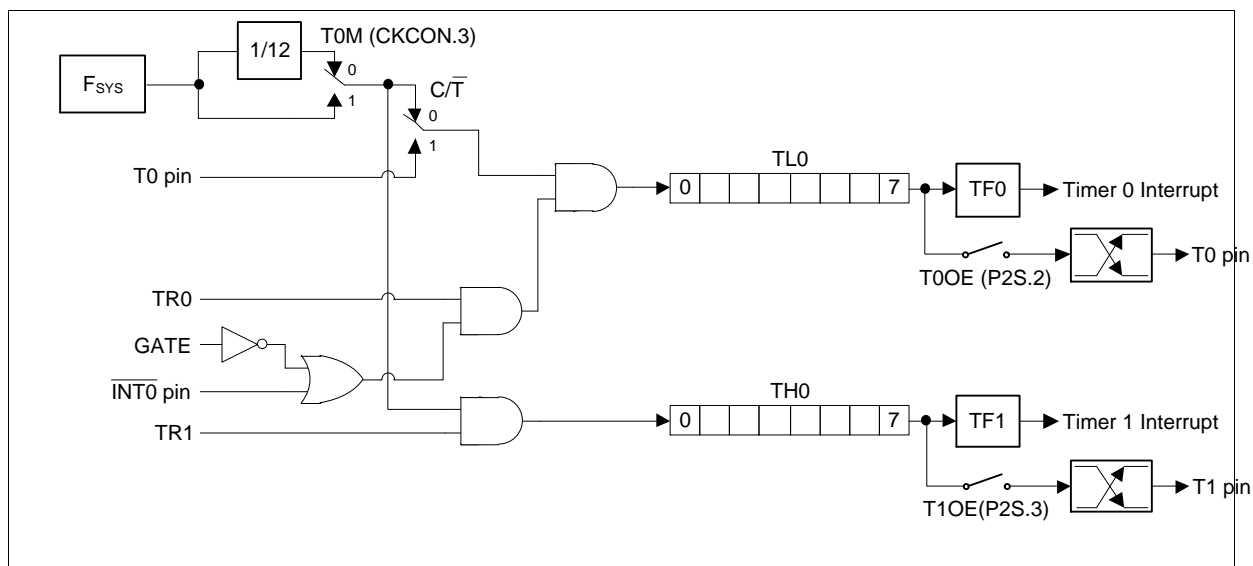 T0M (CKCON.3)
1/12
F_SYS
0
1
C/T̅
0
1
T0 pin
TL0
0 7
TF0
Timer 0 Interrupt
T0OE (P2S.2)
T0 pin
TR0
GATE
I̅N̅T̅0̅ pin
TR1
TH0
0 7
TF1
Timer 1 Interrupt
T1OE(P2S.3)
T1 pin